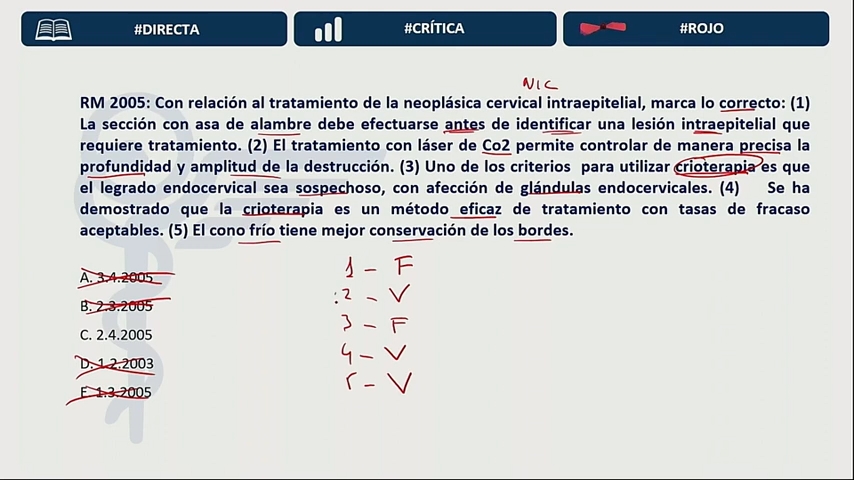 #DIRECTA
#CRÍTICA
#ROJO
NIC
RM 2005: Con relación al tratamiento de la neoplásica cervical intraepitelial, marca lo correcto: (1)
La sección con asa de alambre debe efectuarse antes de identificar una lesión intraepitelial que
requiere tratamiento. (2) El tratamiento con láser de Co2 permite controlar de manera precisa la
profundidad y amplitud de la destrucción. (3) Uno de los criterios para utilizar crioterapia es que
el legrado endocervical sea sospechoso, con afección de glándulas endocervicales. (4) Se ha
demostrado que la crioterapia es un método eficaz de tratamiento con tasas de fracaso
aceptables. (5) El cono frío tiene mejor conservación de los bordes.
A. 3.4.2005
B. 2.3.2005
C. 2.4.2005
D. 1.2.2003
E. 1.3.2005
1 - F
2 - V
3 - F
4 - V
5 - V